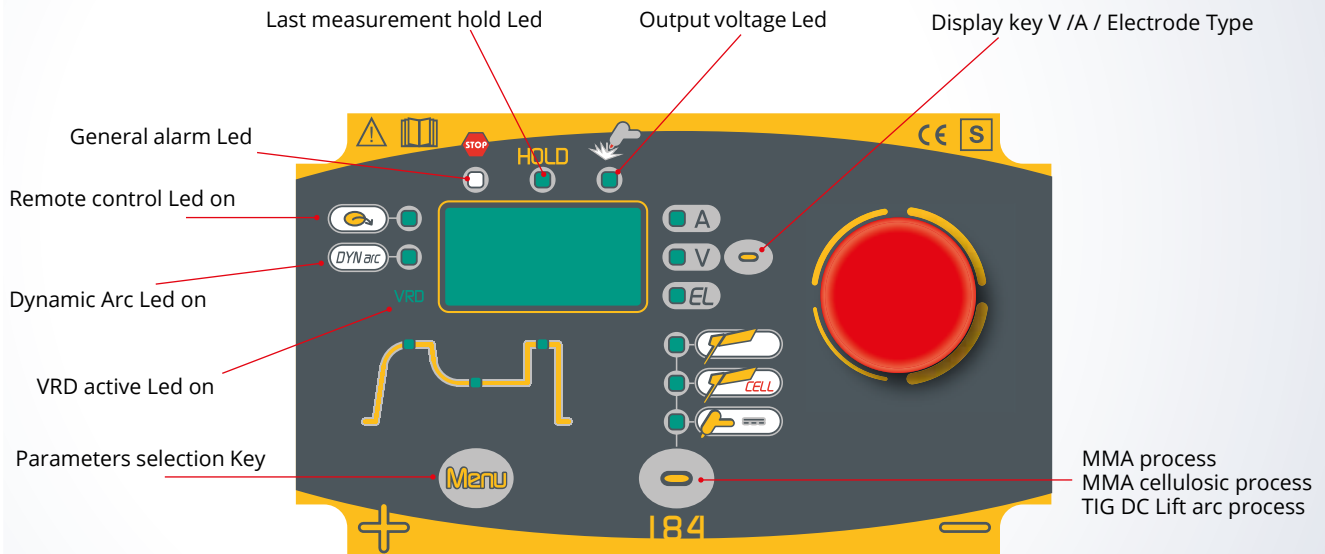 Last measurement hold Led
Output voltage Led
Display key V /A / Electrode Type
General alarm Led
STOP
HOLD
CE S
Remote control Led on
A
DYN arc
V
Dynamic Arc Led on
VRD
EL
VRD active Led on
CELL
Parameters selection Key
Menu
MMA process
MMA cellulosic process
TIG DC Lift arc process
184